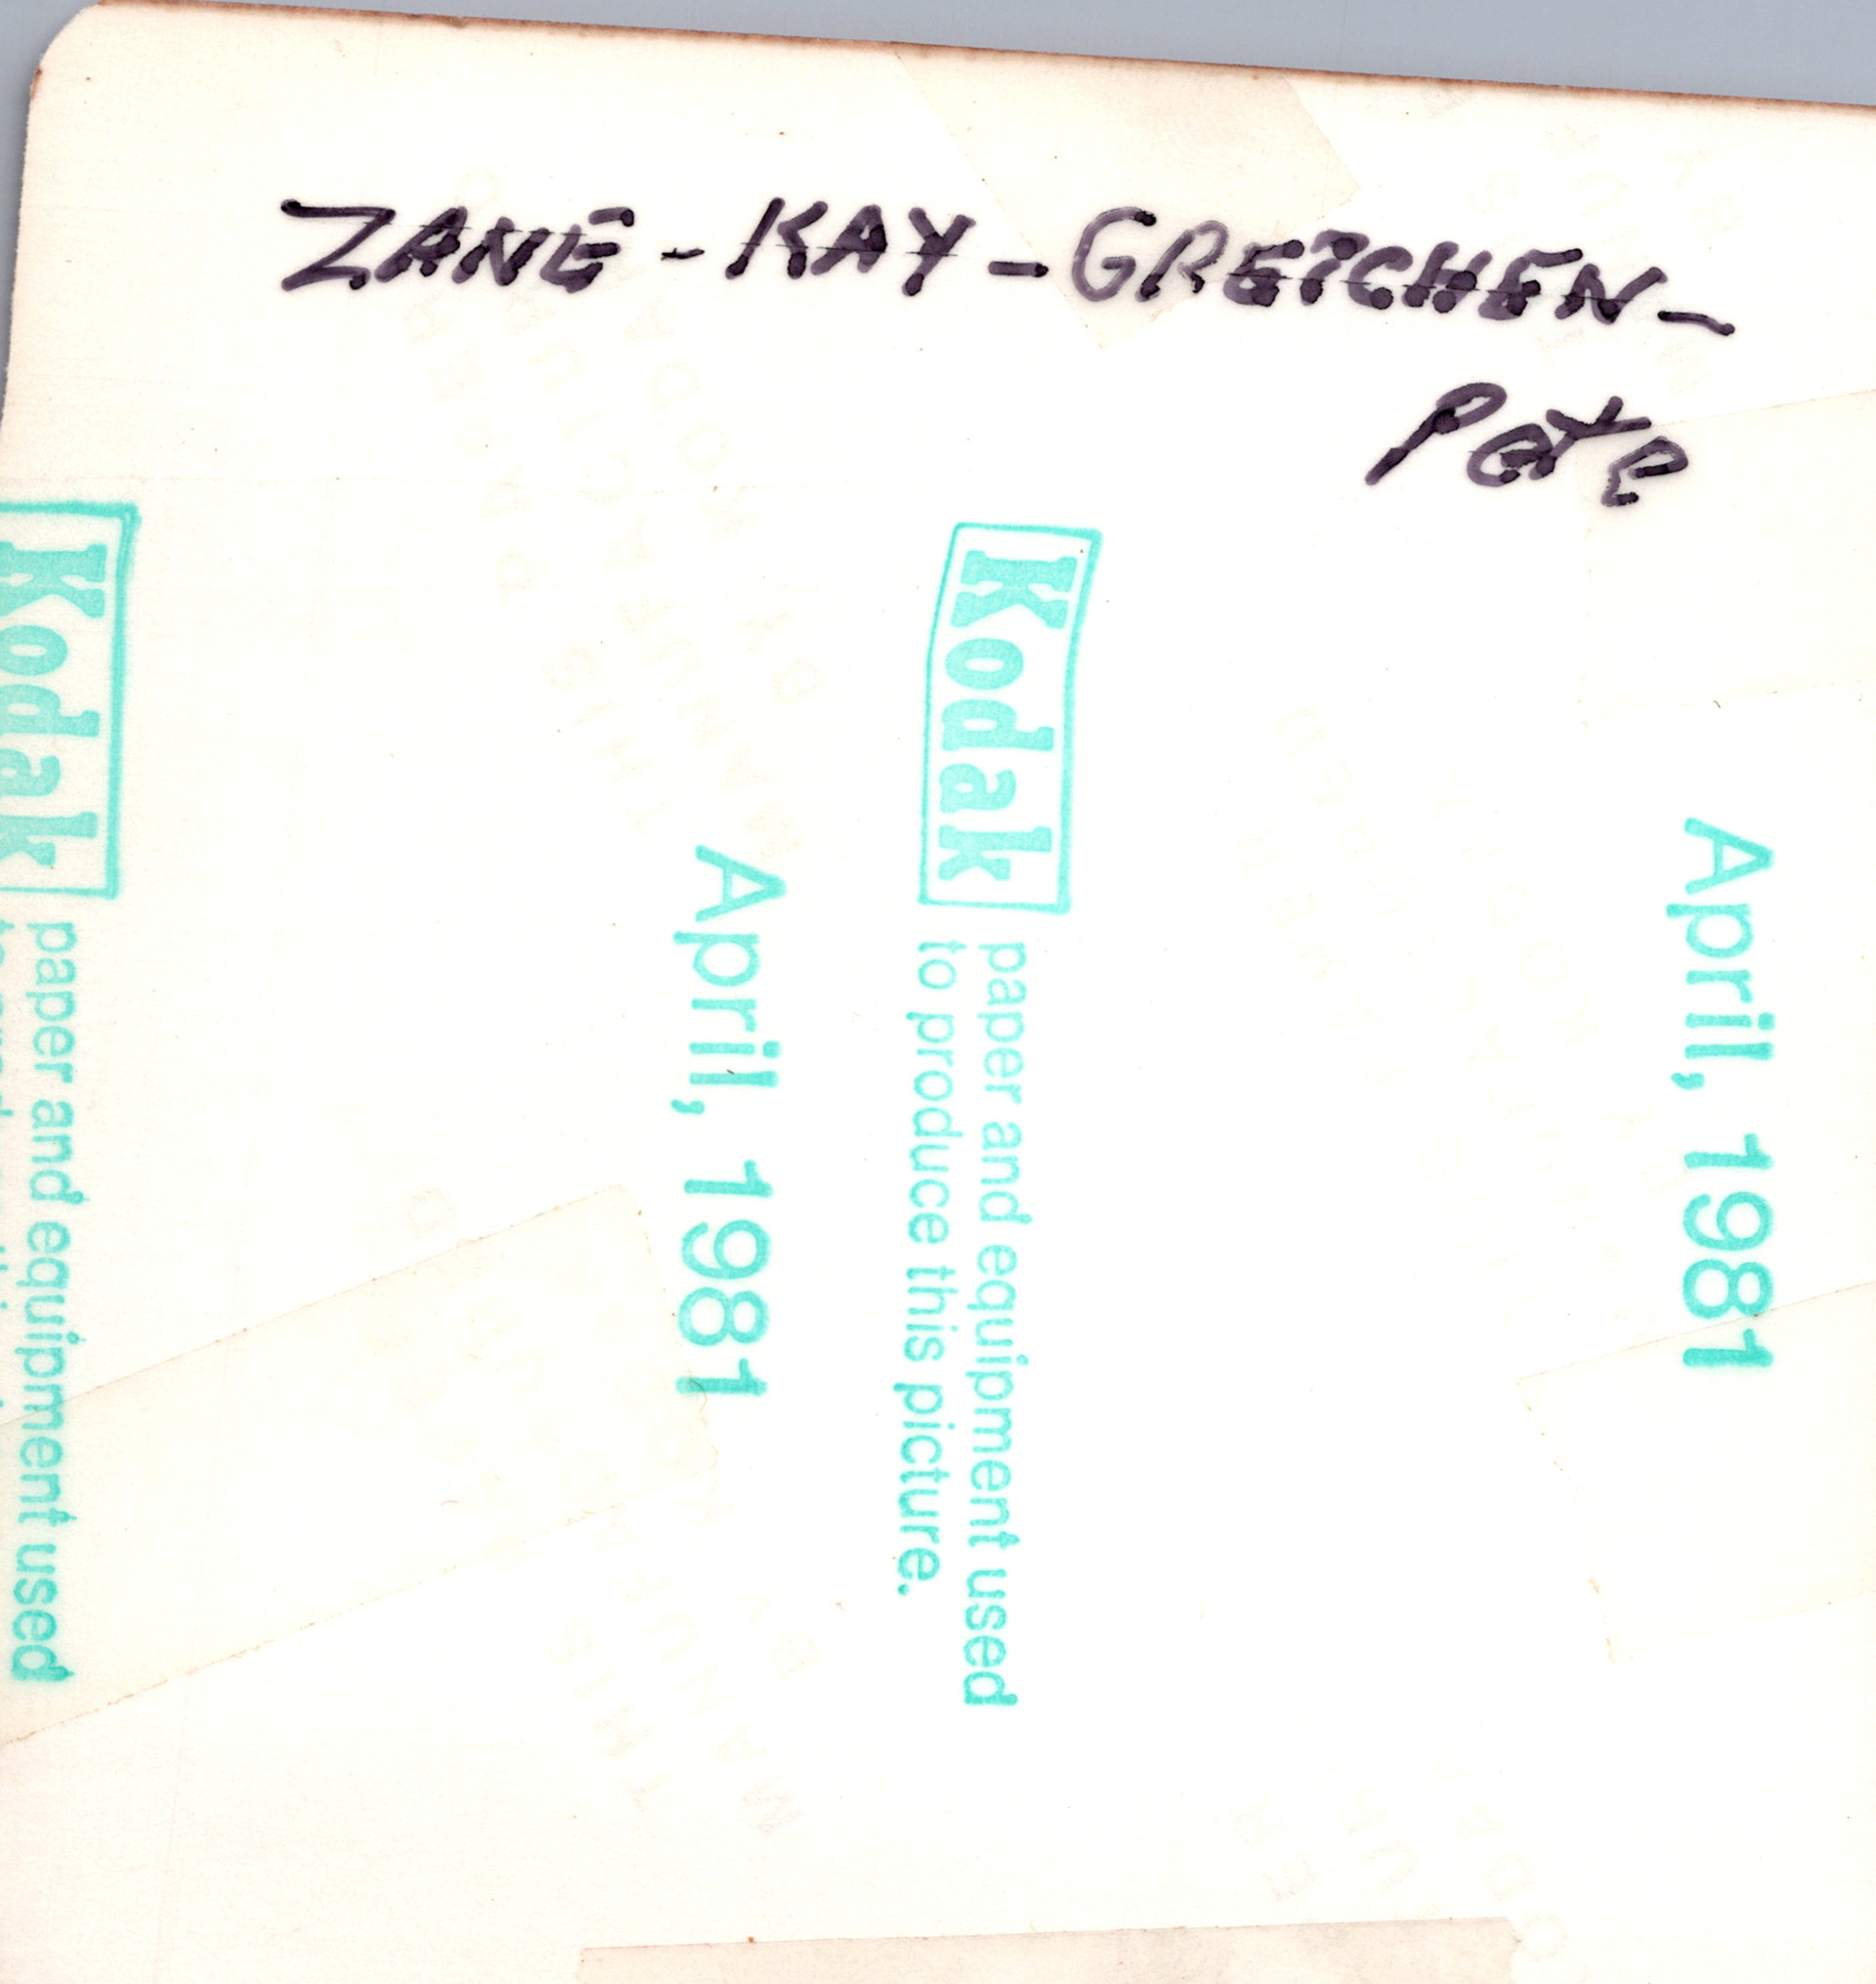 ZANE - KAY - GRETCHEN -
Pete
Kodak
paper and equipment used
April, 1981
Kodak
paper and equipment used
to produce this picture.
April, 1981